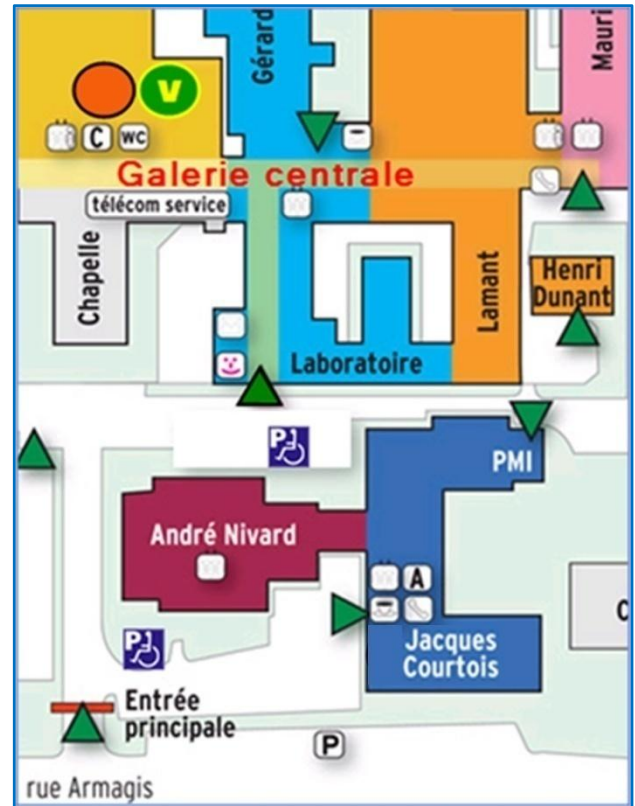 Gérard
Mauri
V
C
WC
Galerie centrale
télécom service
Chapelle
Lamant
Henri
Dunant
Laboratoire
P
PMI
André Nivard
A
Jacques
Courtois
C
P
Entrée
principale
P
rue Armagis